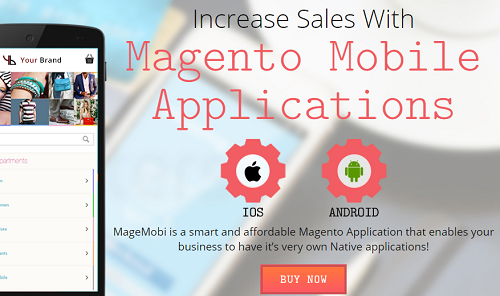 Increase Sales With
Magento Mobile
Applications
Your Brand
IOS
ANDROID
MageMobi is a smart and affordable Magento Application that enables your
business to have it's very own Native applications!
BUY NOW